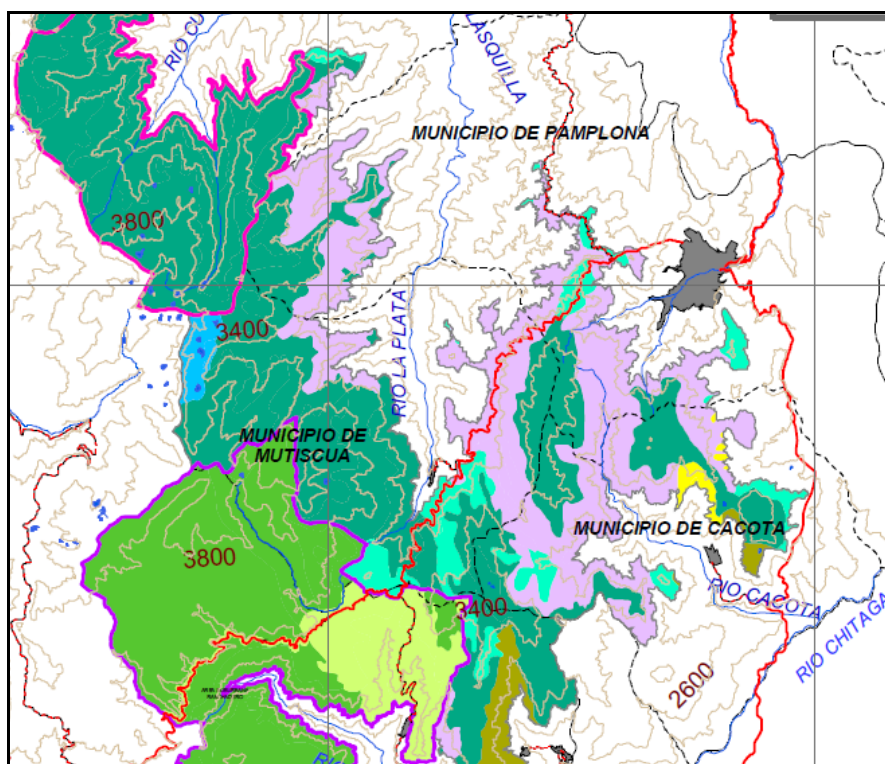 RIO CU
LASQUILLA
MUNICIPIO DE PAMPLONA
3800
3400
RIO LA PLATA
MUNICIPIO DE
MUTISCUA
MUNICIPIO DE CACOTA
3800
3400
RIO CACOTA
RIO CHITAGA
2600
RIO